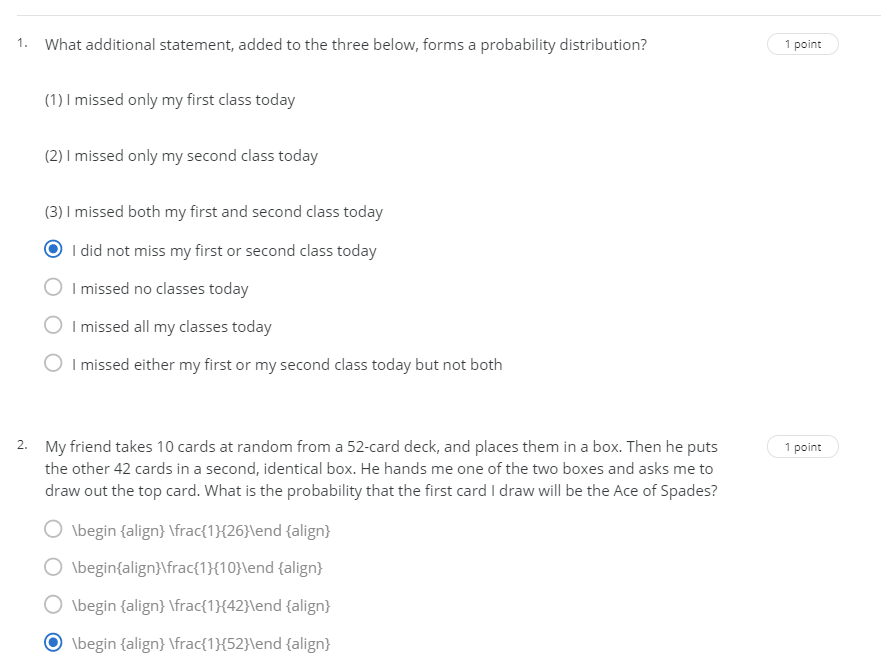 1. What additional statement, added to the three below, forms a probability distribution? 1 point
(1) I missed only my first class today
(2) I missed only my second class today
(3) I missed both my first and second class today
I did not miss my first or second class today
I missed no classes today
I missed all my classes today
I missed either my first or my second class today but not both
2. My friend takes 10 cards at random from a 52-card deck, and places them in a box. Then he puts 1 point
the other 42 cards in a second, identical box. He hands me one of the two boxes and asks me to
draw out the top card. What is the probability that the first card I draw will be the Ace of Spades?
\begin {align} \frac{1}{26}\end {align}
\begin{align}\frac{1}{10}\end {align}
\begin {align} \frac{1}{42}\end {align}
\begin {align} \frac{1}{52}\end {align}